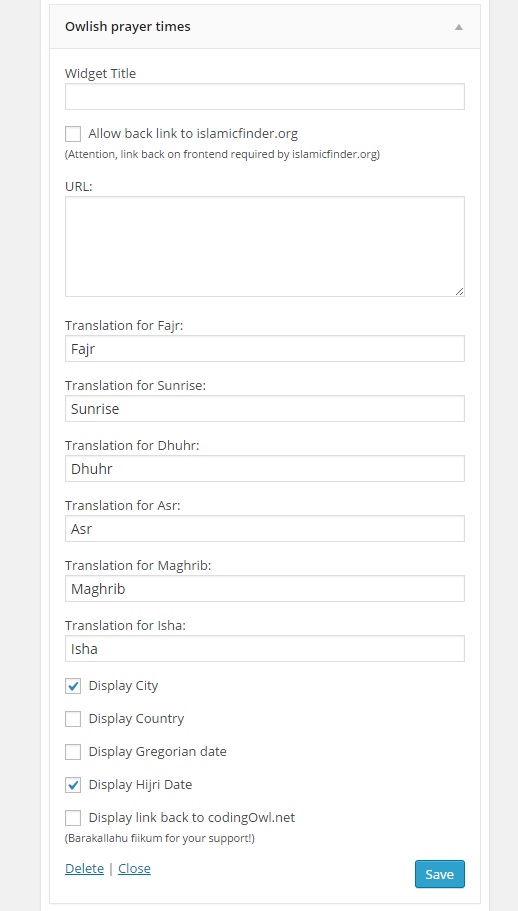 Owlish prayer times
Widget Title
Allow back link to islamicfinder.org
(Attention, link back on frontend required by islamicfinder.org)
URL:
Translation for Fajr:
Fajr
Translation for Sunrise:
Sunrise
Translation for Dhuhr:
Dhuhr
Translation for Asr:
Asr
Translation for Maghrib:
Maghrib
Translation for Isha:
Isha
Display City
Display Country
Display Gregorian date
Display Hijri Date
Display link back to codingOwl.net
(Barakallahu fiikum for your support!)
Delete | Close
Save